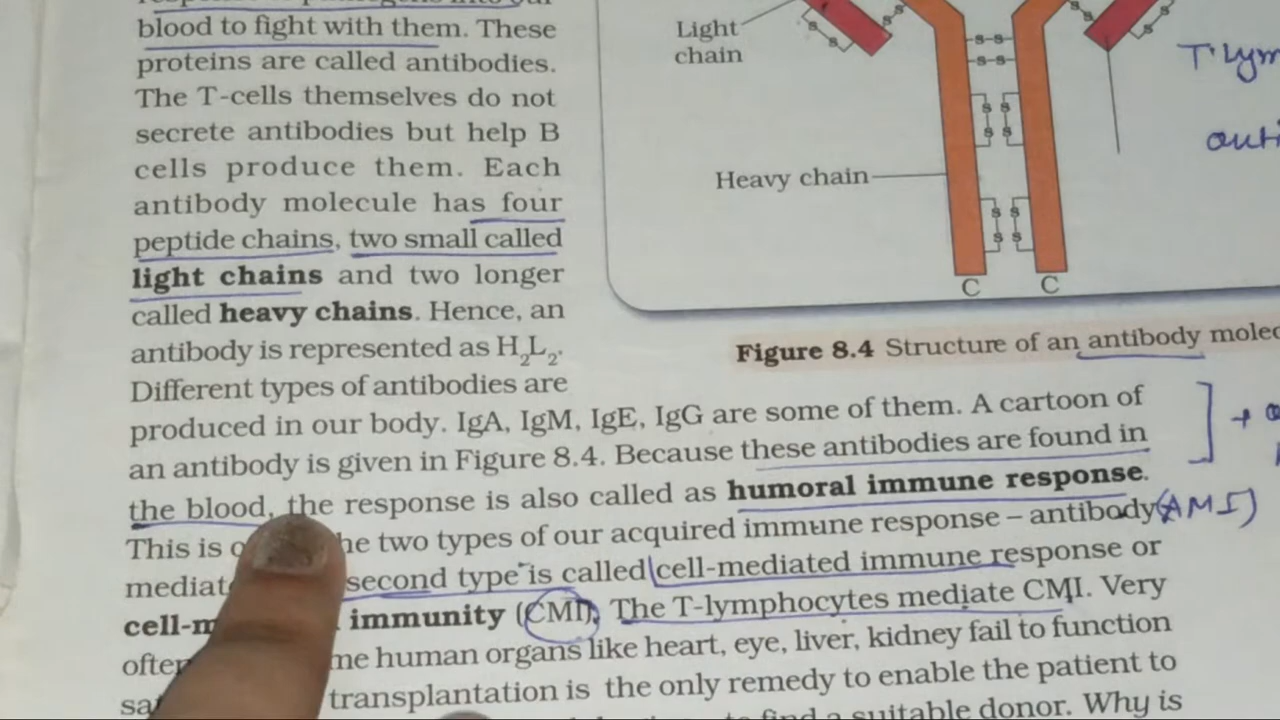 blood to fight with them. These
proteins are called antibodies.
The T-cells themselves do not
secrete antibodies but help B
cells produce them. Each
antibody molecule has four
peptide chains, two small called
light chains and two longer
called heavy chains. Hence, an
antibody is represented as H₂L₂.
Different types of antibodies are
produced in our body. IgA, IgM, IgE, IgG are some of them. A cartoon of
an antibody is given in Figure 8.4. Because these antibodies are found in
the blood, the response is also called as humoral immune response.
This is he two types of our acquired immune response – antibody (AMI)
mediat second type is called cell-mediated immune response or
cell-m immunity (CMI). The T-lymphocytes mediate CMI. Very
often me human organs like heart, eye, liver, kidney fail to function
sa transplantation is the only remedy to enable the patient to
find a suitable donor. Why is
Light
chain
s s
s s
s-s
s-s
s s
s s
Heavy chain
s s
s s
C C
Figure 8.4 Structure of an antibody molec
T-lym
anti